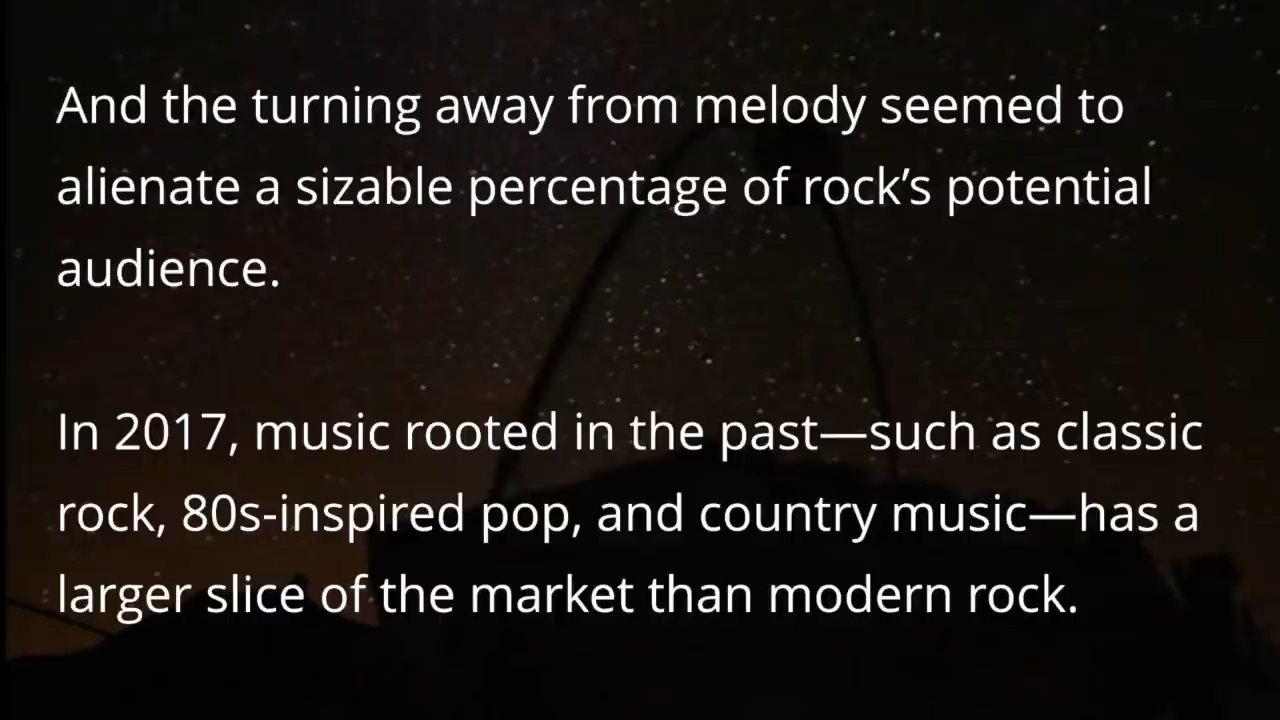 And the turning away from melody seemed to
alienate a sizable percentage of rock’s potential
audience.
In 2017, music rooted in the past—such as classic
rock, 80s-inspired pop, and country music—has a
larger slice of the market than modern rock.